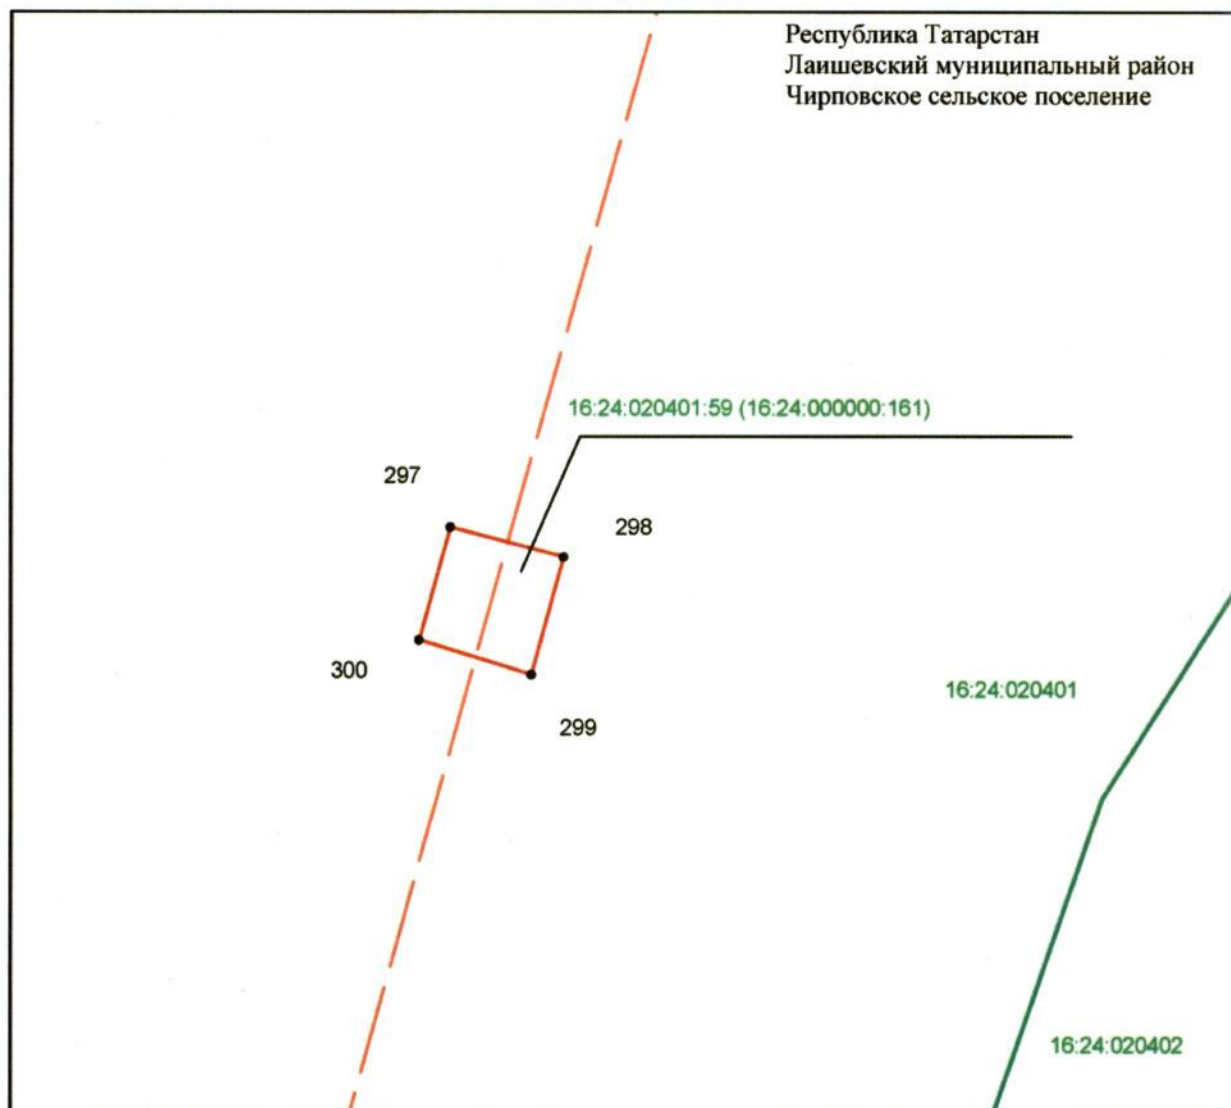 Республика Татарстан
Лаишевский муниципальный район
Чирповское сельское поселение
16:24:020401:59 (16:24:000000:161)
297
298
300
16:24:020401
299
16:24:020402